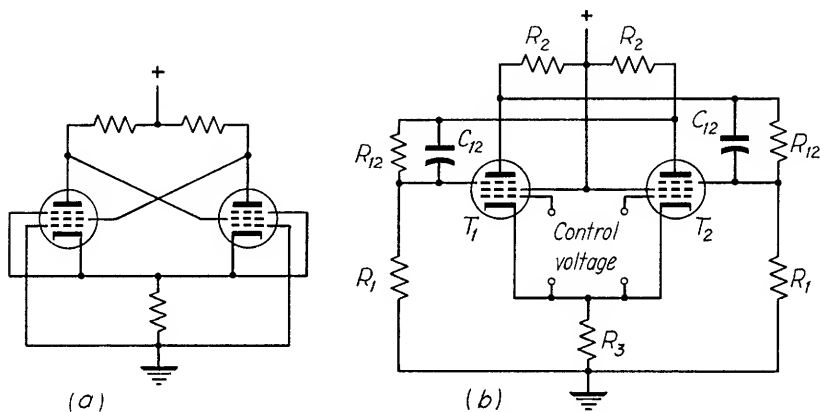 +
(a)
+
R2 R2
C12 C12
R12 R12
T1 T2
Control
voltage
R1 R1
R3
(b)